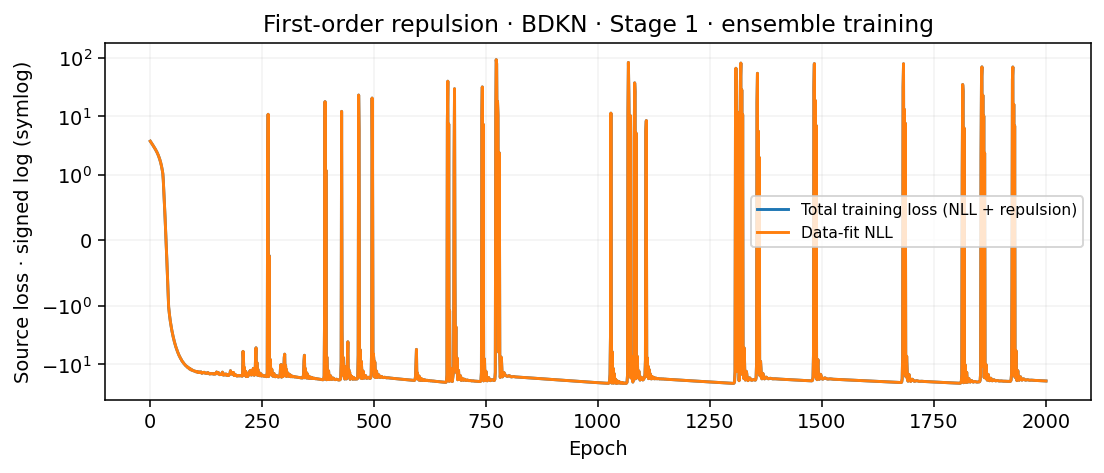 First-order repulsion · BDKN · Stage 1 · ensemble training
Source loss · signed log (symlog)
10²
10¹
10⁰
0
−10⁰
−10¹
Total training loss (NLL + repulsion)
Data-fit NLL
0 250 500 750 1000 1250 1500 1750 2000
Epoch